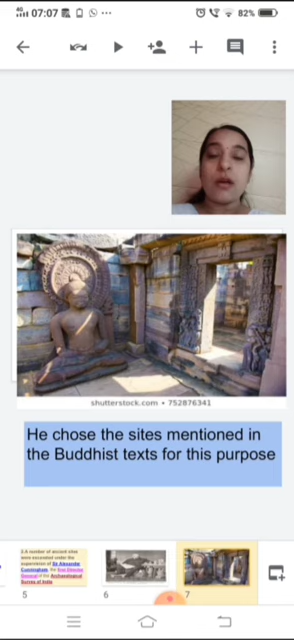 4G 07:07 82%
shutterstock.com • 752876341
He chose the sites mentioned in
the Buddhist texts for this purpose
2.A number of ancient sites
were excavated under the
supervision of Sir Alexander
Cunningham, the first Director
General of the Archaeological
Survey of India
5 6 7
9